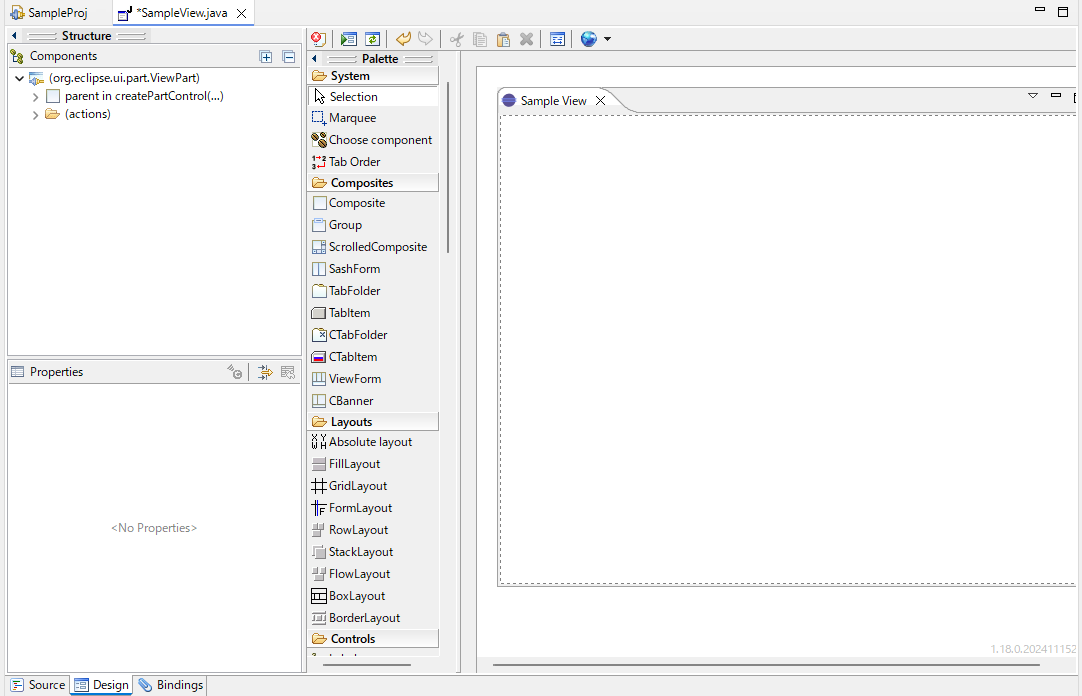 SampleProj
*SampleView.java
Structure
Components
(org.eclipse.ui.part.ViewPart)
parent in createPartControl(...)
(actions)
Properties
<No Properties>
Palette
System
Selection
Marquee
Choose component
Tab Order
Composites
Composite
Group
ScrolledComposite
SashForm
TabFolder
TabItem
CTabFolder
CTabItem
ViewForm
CBanner
Layouts
Absolute layout
FillLayout
GridLayout
FormLayout
RowLayout
StackLayout
FlowLayout
BoxLayout
BorderLayout
Controls
Sample View
1.18.0.202411152
Source
Design
Bindings